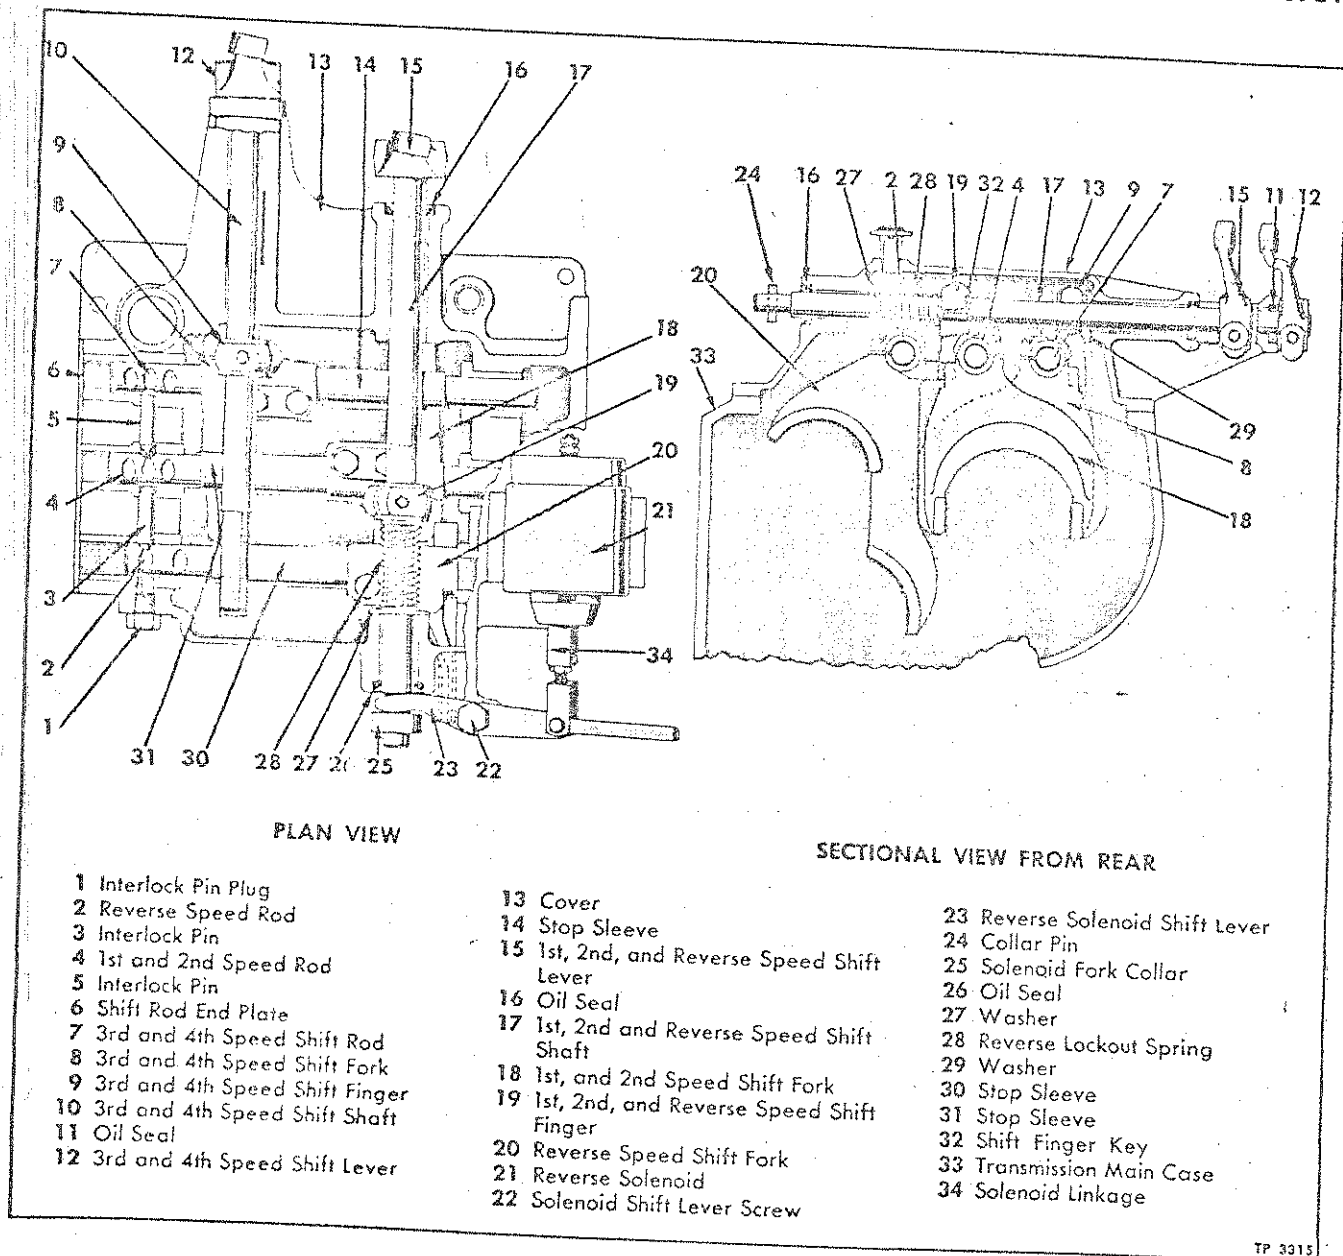 10
12
13
14
15
16
17
9
8
7
6
5
4
3
2
1
18
19
20
21
34
31
30
28
27
25
23
22
24
16
27
2
28
19
32
4
17
13
9
7
15
11
12
20
33
29
8
18
PLAN VIEW
SECTIONAL VIEW FROM REAR
1 Interlock Pin Plug
2 Reverse Speed Rod
3 Interlock Pin
4 1st and 2nd Speed Rod
5 Interlock Pin
6 Shift Rod End Plate
7 3rd and 4th Speed Shift Rod
8 3rd and 4th Speed Shift Fork
9 3rd and 4th Speed Shift Finger
10 3rd and 4th Speed Shift Shaft
11 Oil Seal
12 3rd and 4th Speed Shift Lever
13 Cover
14 Stop Sleeve
15 1st, 2nd, and Reverse Speed Shift
Lever
16 Oil Seal
17 1st, 2nd and Reverse Speed Shift
Shaft
18 1st, and 2nd Speed Shift Fork
19 1st, 2nd, and Reverse Speed Shift
Finger
20 Reverse Speed Shift Fork
21 Reverse Solenoid
22 Solenoid Shift Lever Screw
23 Reverse Solenoid Shift Lever
24 Collar Pin
25 Solenoid Fork Collar
26 Oil Seal
27 Washer
28 Reverse Lockout Spring
29 Washer
30 Stop Sleeve
31 Stop Sleeve
32 Shift Finger Key
33 Transmission Main Case
34 Solenoid Linkage
TP 3315